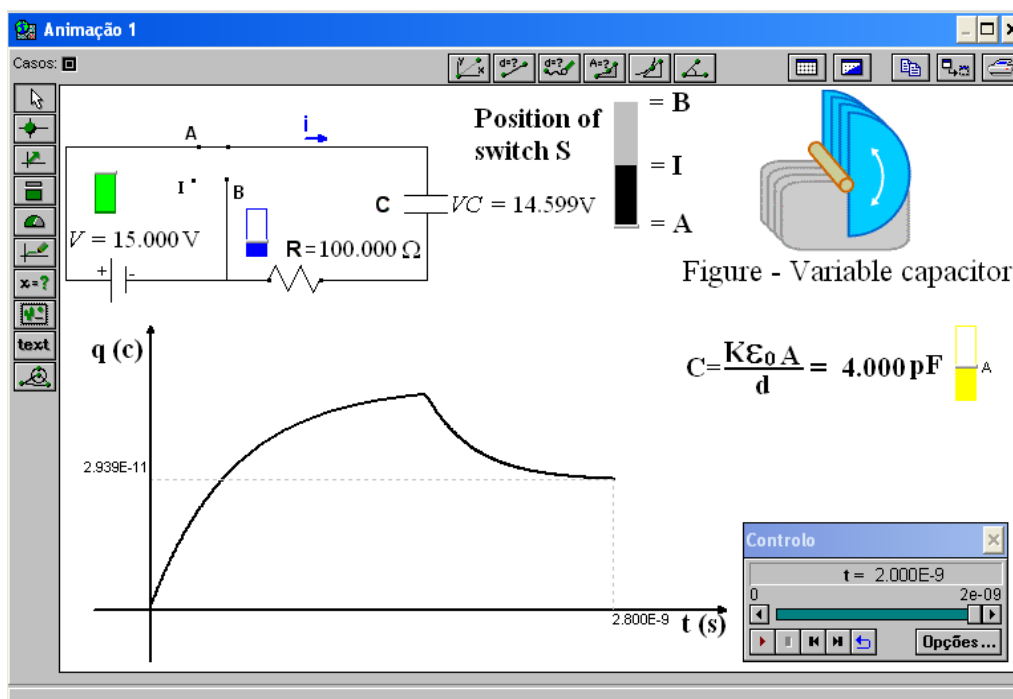 Animação 1
Casos:
d=?
d=?
A=?
x=?
text
A
i
I
B
C
VC = 14.599V
V = 15.000 V
R=100.000 Ω
+
-
Position of
switch S
= B
= I
= A
Figure - Variable capacitor
C=Kε₀A/d = 4.000 pF
A
q (c)
2.939E-11
2.800E-9
t (s)
Controlo
t = 2.000E-9
0
2e-09
Opções...